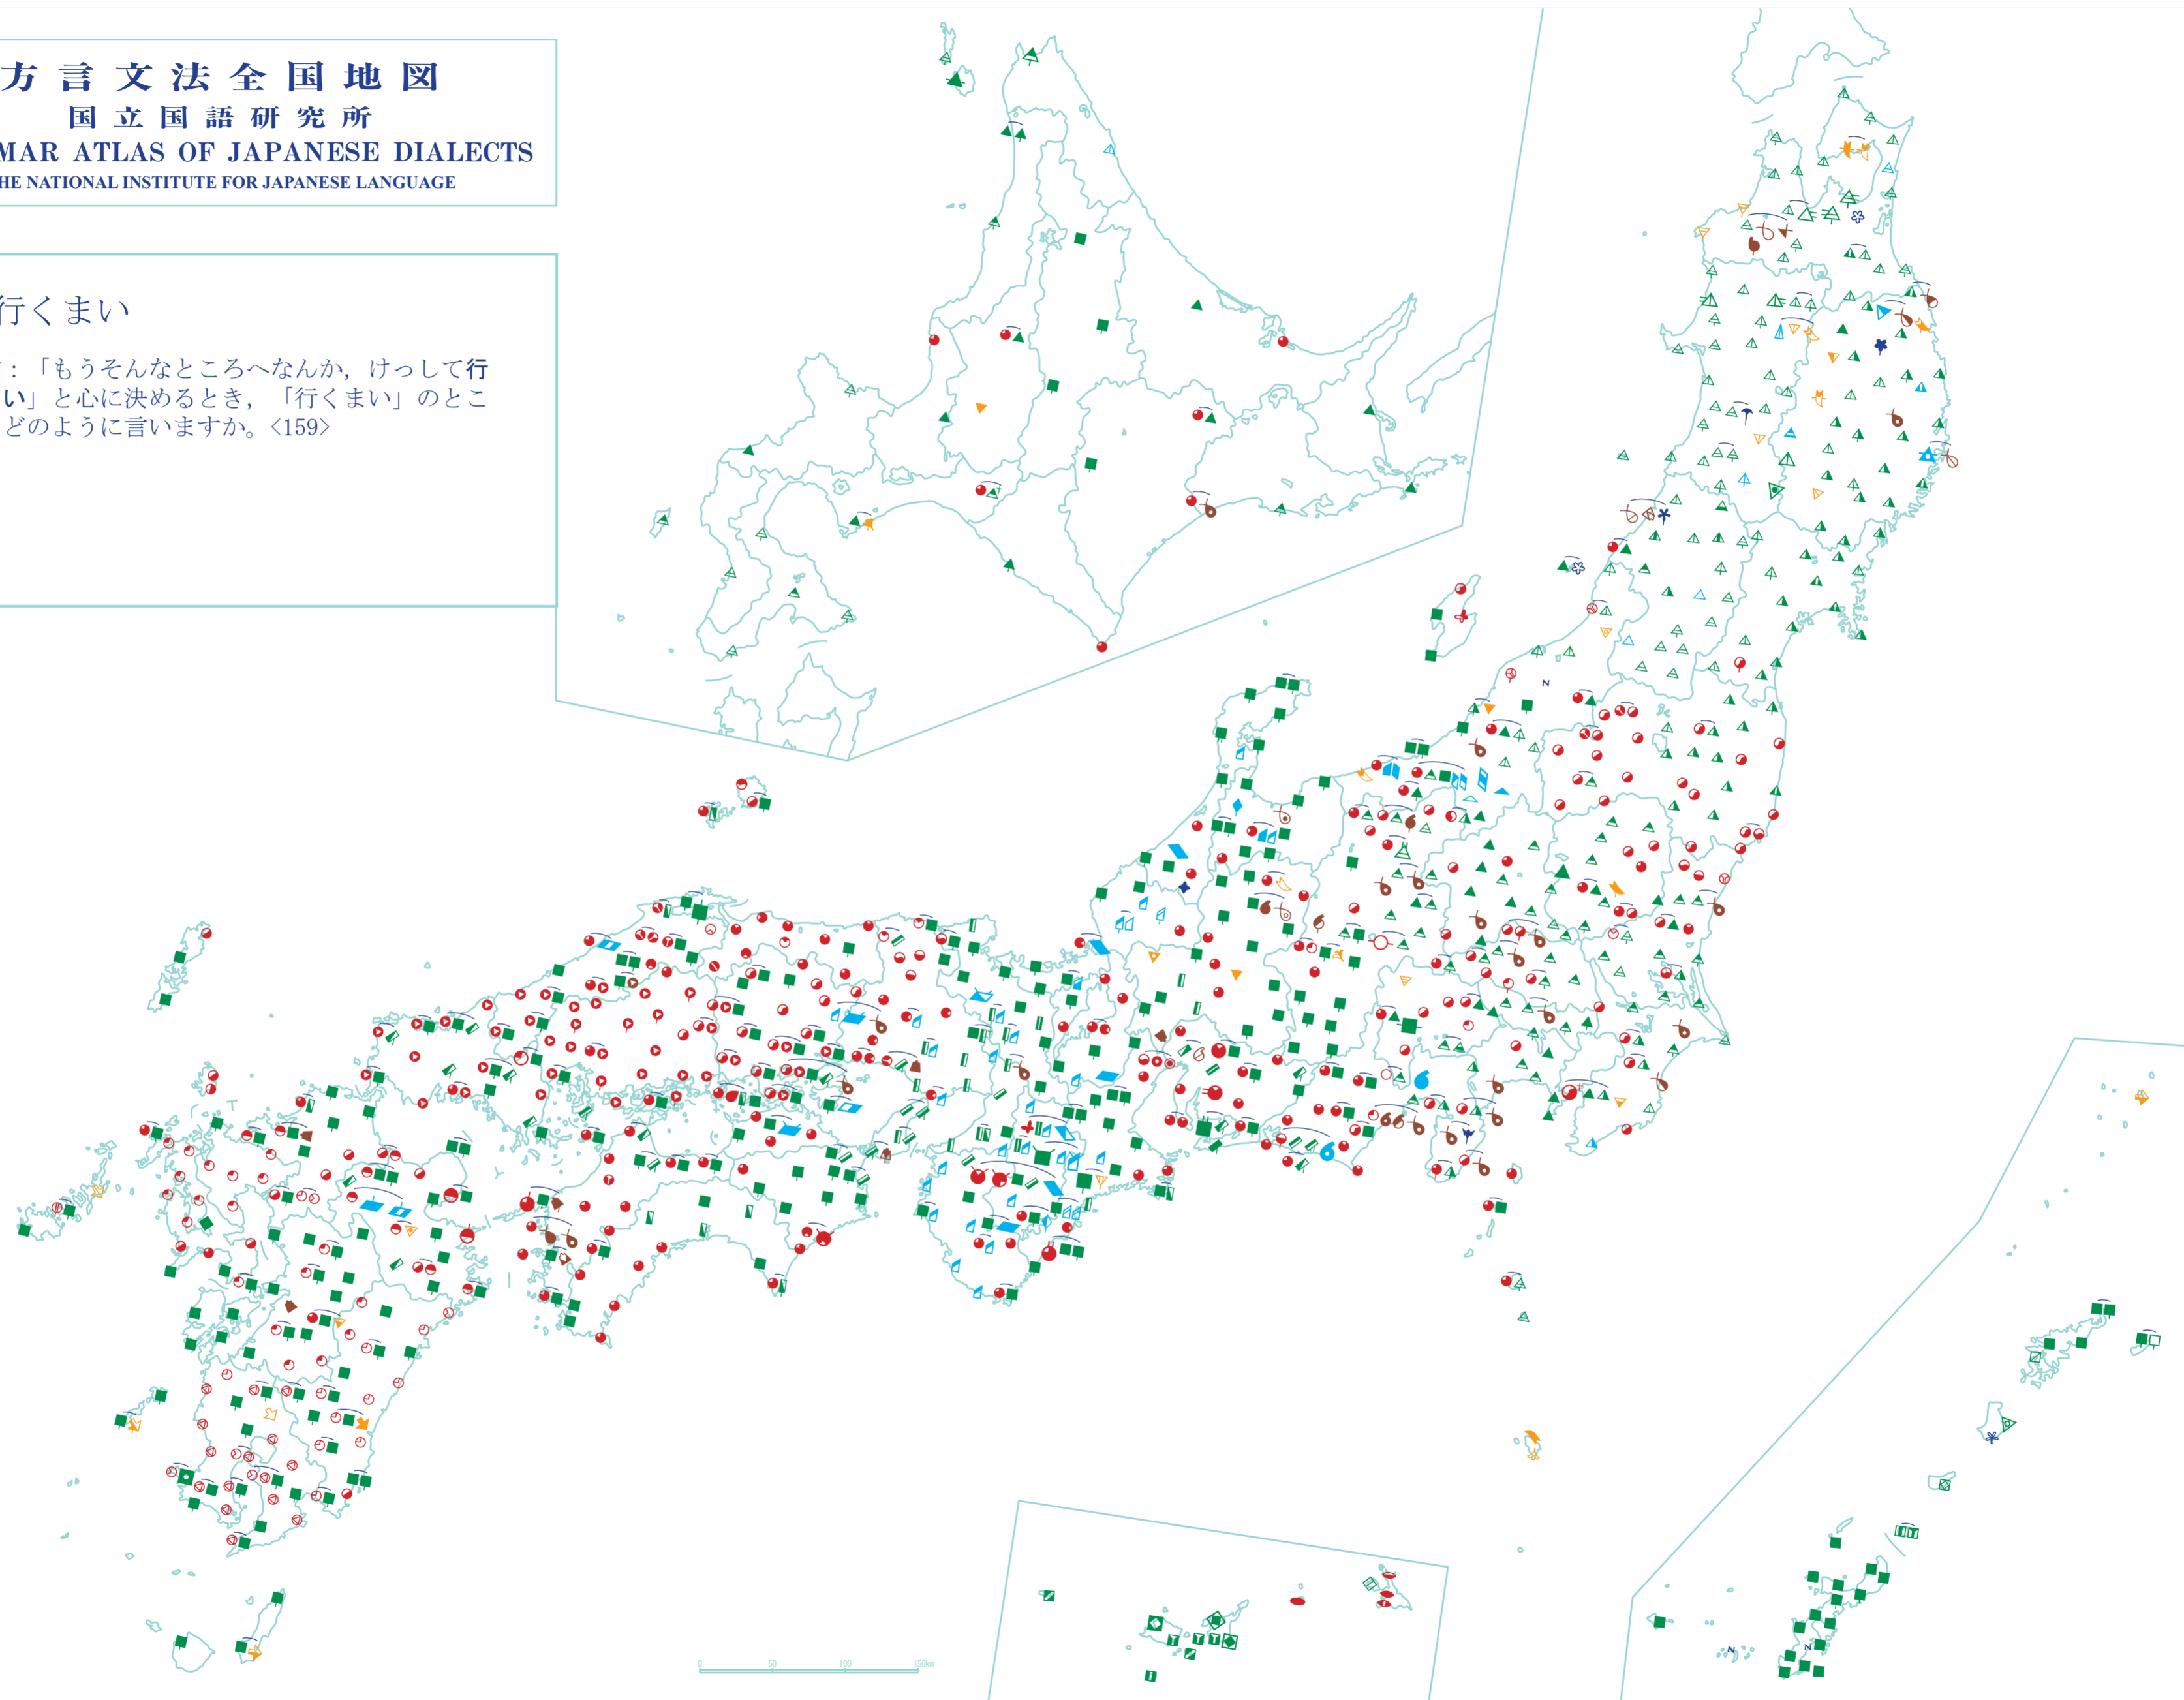 方言文法全国地図
国立国語研究所
MAR ATLAS OF JAPANESE DIALECTS
HE NATIONAL INSTITUTE FOR JAPANESE LANGUAGE
行くまい
:「もうそんなところへなんか，けっして行
い」と心に決めるとき，「行くまい」のとこ
どのように言いますか。<159>
N
0 50 100 150km
N
N